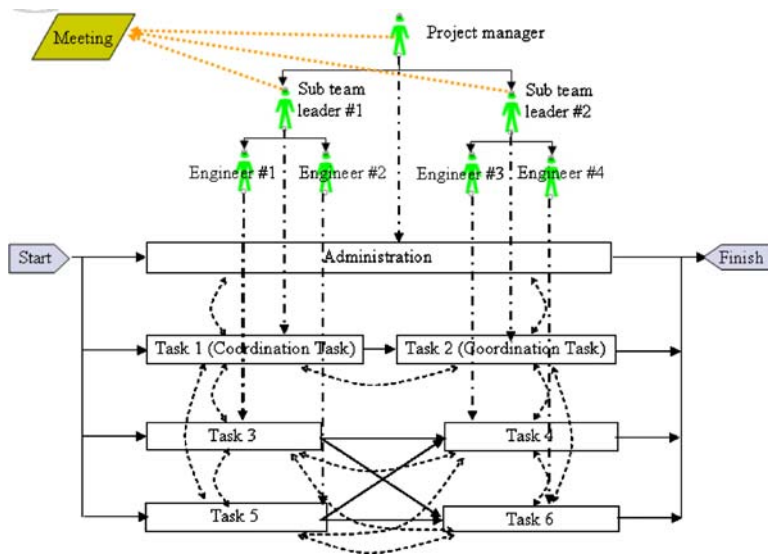 Meeting
Project manager
Sub team
leader #1
Sub team
leader #2
Engineer #1
Engineer #2
Engineer #3
Engineer #4
Start
Administration
Finish
Task 1 (Coordination Task)
Task 2 (Coordination Task)
Task 3
Task 4
Task 5
Task 6